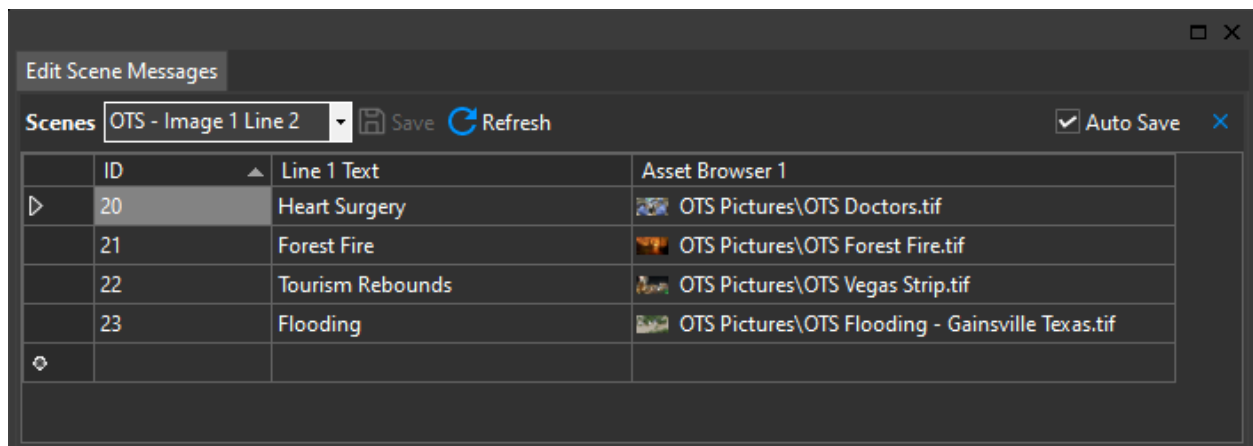 Edit Scene Messages
Scenes OTS - Image 1 Line 2 Save Refresh Auto Save
ID Line 1 Text Asset Browser 1
20 Heart Surgery OTS Pictures\OTS Doctors.tif
21 Forest Fire OTS Pictures\OTS Forest Fire.tif
22 Tourism Rebounds OTS Pictures\OTS Vegas Strip.tif
23 Flooding OTS Pictures\OTS Flooding - Gainsville Texas.tif